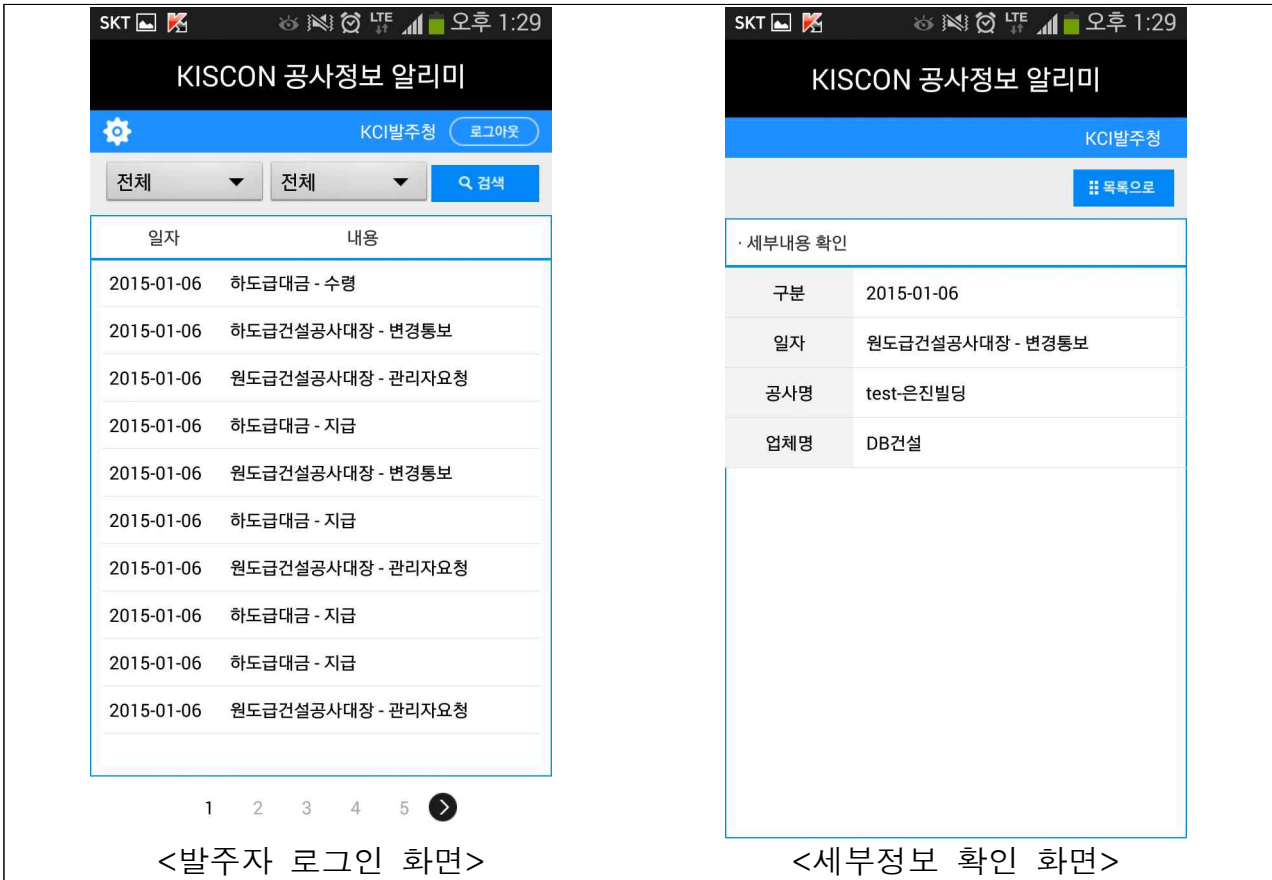 SKT LTE 오후 1:29
KISCON 공사정보 알리미
KCI발주청 로그아웃
전체 전체 검색
일자 내용
2015-01-06 하도급대금 - 수령
2015-01-06 하도급건설공사대장 - 변경통보
2015-01-06 원도급건설공사대장 - 관리자요청
2015-01-06 하도급대금 - 지급
2015-01-06 원도급건설공사대장 - 변경통보
2015-01-06 하도급대금 - 지급
2015-01-06 원도급건설공사대장 - 관리자요청
2015-01-06 하도급대금 - 지급
2015-01-06 하도급대금 - 지급
2015-01-06 원도급건설공사대장 - 관리자요청
1 2 3 4 5
<발주자 로그인 화면>
SKT LTE 오후 1:29
KISCON 공사정보 알리미
KCI발주청
목록으로
· 세부내용 확인
구분 2015-01-06
일자 원도급건설공사대장 - 변경통보
공사명 test-은진빌딩
업체명 DB건설
<세부정보 확인 화면>